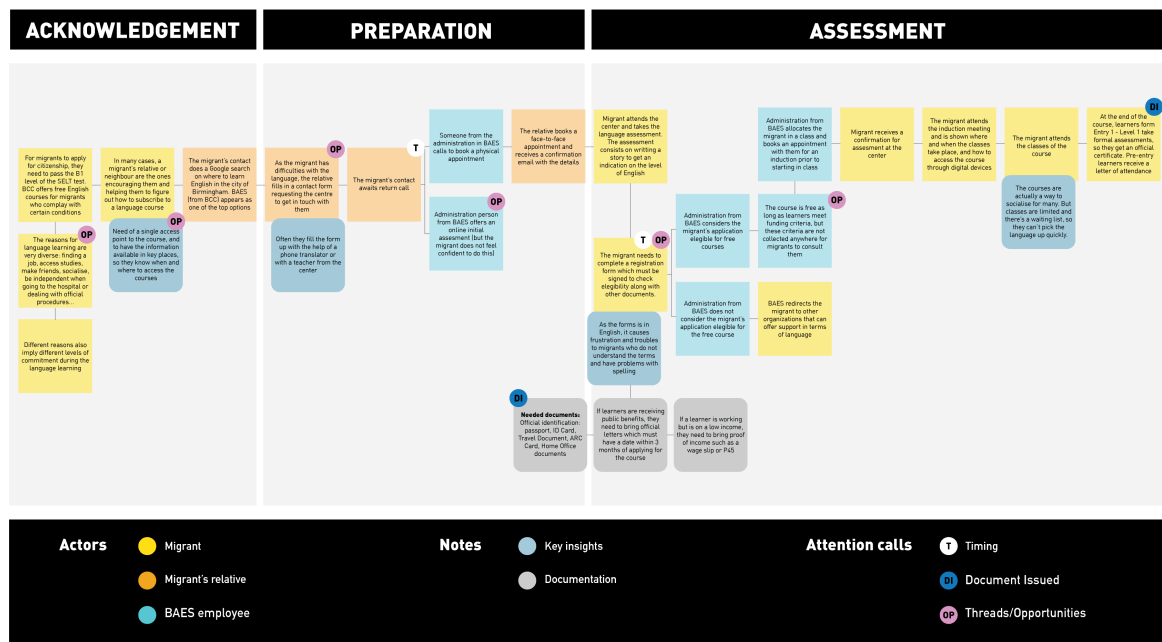 ACKNOWLEDGEMENT
PREPARATION
ASSESSMENT
For migrants to apply
for citizenship, they
need to pass the B1
level of the SELT test.
BCC offers free English
courses for migrants
who comply with
certain conditions
In many cases, a
migrant's relative or
neighbour are the ones
encouraging them and
helping them to figure
out how to subscribe to
a language course
The migrant's contact
does a Google search
on where to learn
English in the city of
Birmingham. BAES
(from BCC) appears as
one of the top options
OP
The reasons for
language learning are
very diverse: finding a
job, access studies,
make friends, socialise,
be independent when
going to the hospital or
dealing with official
procedures...
OP
Need of a single access
point to the course, and
to have the information
available in key places,
so they know when and
where to access the
courses
Different reasons also
imply different levels of
commitment during the
language learning
OP
As the migrant has
difficulties with the
language, the relative
fills in a contact form
requesting the centre
to get in touch with
them
Often they fill the form
up with the help of a
phone translator or
with a teacher from the
center
The migrant's contact
awaits return call
T
Someone from the
administration in BAES
calls to book a physical
appointment
The relative books a
face-to-face
appointment and
receives a confirmation
email with the details
OP
Administration person
from BAES offers an
online initial
assesment (but the
migrant does not feel
confident to do this)
Migrant attends the
center and takes the
language assessment.
The assessment
consists on writting a
story to get an
indication on the level
of English
T
OP
The migrant needs to
complete a registration
form which must be
signed to check
elegibility along with
other documents.
As the forms is in
English, it causes
frustration and troubles
to migrants who do not
understand the terms
and have problems with
spelling
DI
Needed documents:
Official identification:
passport, ID Card,
Travel Document, ARC
Card, Home Office
documents
If learners are receiving
public benefits, they
need to bring official
letters which must
have a date within 3
months of applying for
the course
If a learner is working
but is on a low income,
they need to bring proof
of income such as a
wage slip or P45
Administration from
BAES considers the
migrant's application
elegible for free
courses
OP
The course is free as
long as learners meet
funding criteria, but
these criteria are not
collected anywhere for
migrants to consult
them
Administration from
BAES does not
consider the migrant's
application elegible for
the free course
BAES redirects the
migrant to other
organizations that can
offer support in terms
of language
Administration from
BAES allocates the
migrant in a class and
books an appointment
with them for an
induction prior to
starting in class
Migrant receives a
confirmation for
assessment at the
center
The migrant attends
the induction meeting
and is shown where
and when the classes
take place, and how to
access the course
through digital devices
The migrant attends
the classes of the
course
The courses are
actually a way to
socialise for many. But
classes are limited and
there's a waiting list, so
they can't pick the
language up quickly.
DI
At the end of the
course, learners form
Entry 1 - Level 1 take
formal assessments,
so they get an official
certificate. Pre-entry
learners receive a
letter of attendance
Actors
Migrant
Migrant's relative
BAES employee
Notes
Key insights
Documentation
Attention calls
T Timing
DI Document Issued
OP Threads/Opportunities